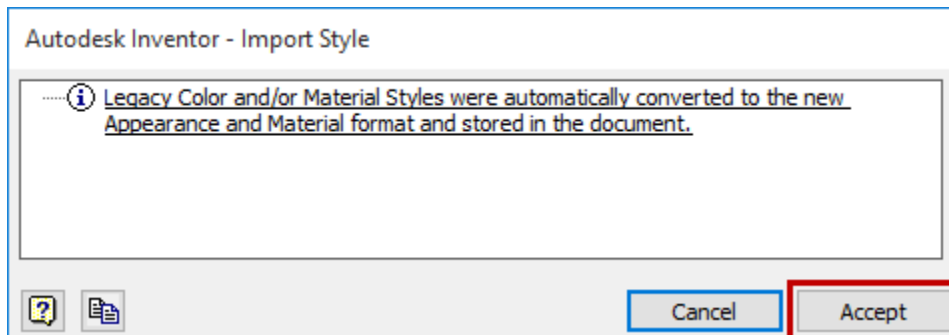 Autodesk Inventor - Import Style
Legacy Color and/or Material Styles were automatically converted to the new
Appearance and Material format and stored in the document.
Cancel
Accept